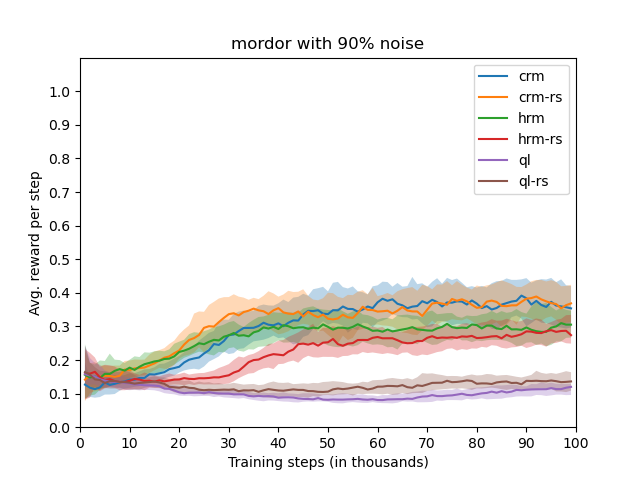 mordor with 90% noise
Avg. reward per step
1.0
0.9
0.8
0.7
0.6
0.5
0.4
0.3
0.2
0.1
0.0
crm
crm-rs
hrm
hrm-rs
ql
ql-rs
0 10 20 30 40 50 60 70 80 90 100
Training steps (in thousands)